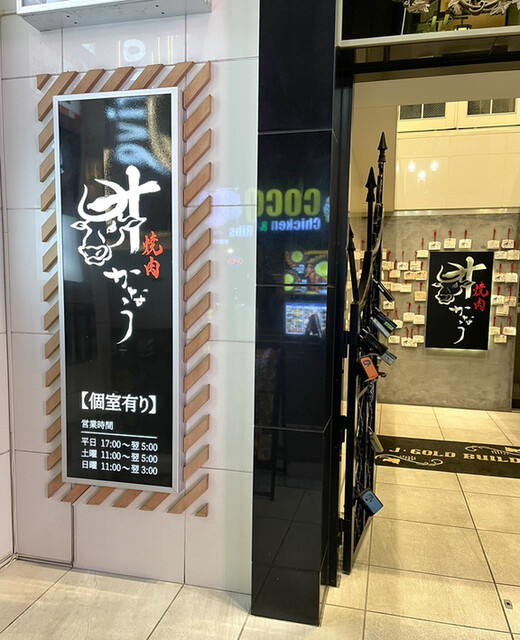 叶
焼肉
かなう
【個室有り】
営業時間
平日 17:00～翌5:00
土曜 11:00～翌5:00
日曜 11:00～翌3:00
COCO
Chicken & Ribs
叶
焼肉
かなう
J·GOLD BUILD